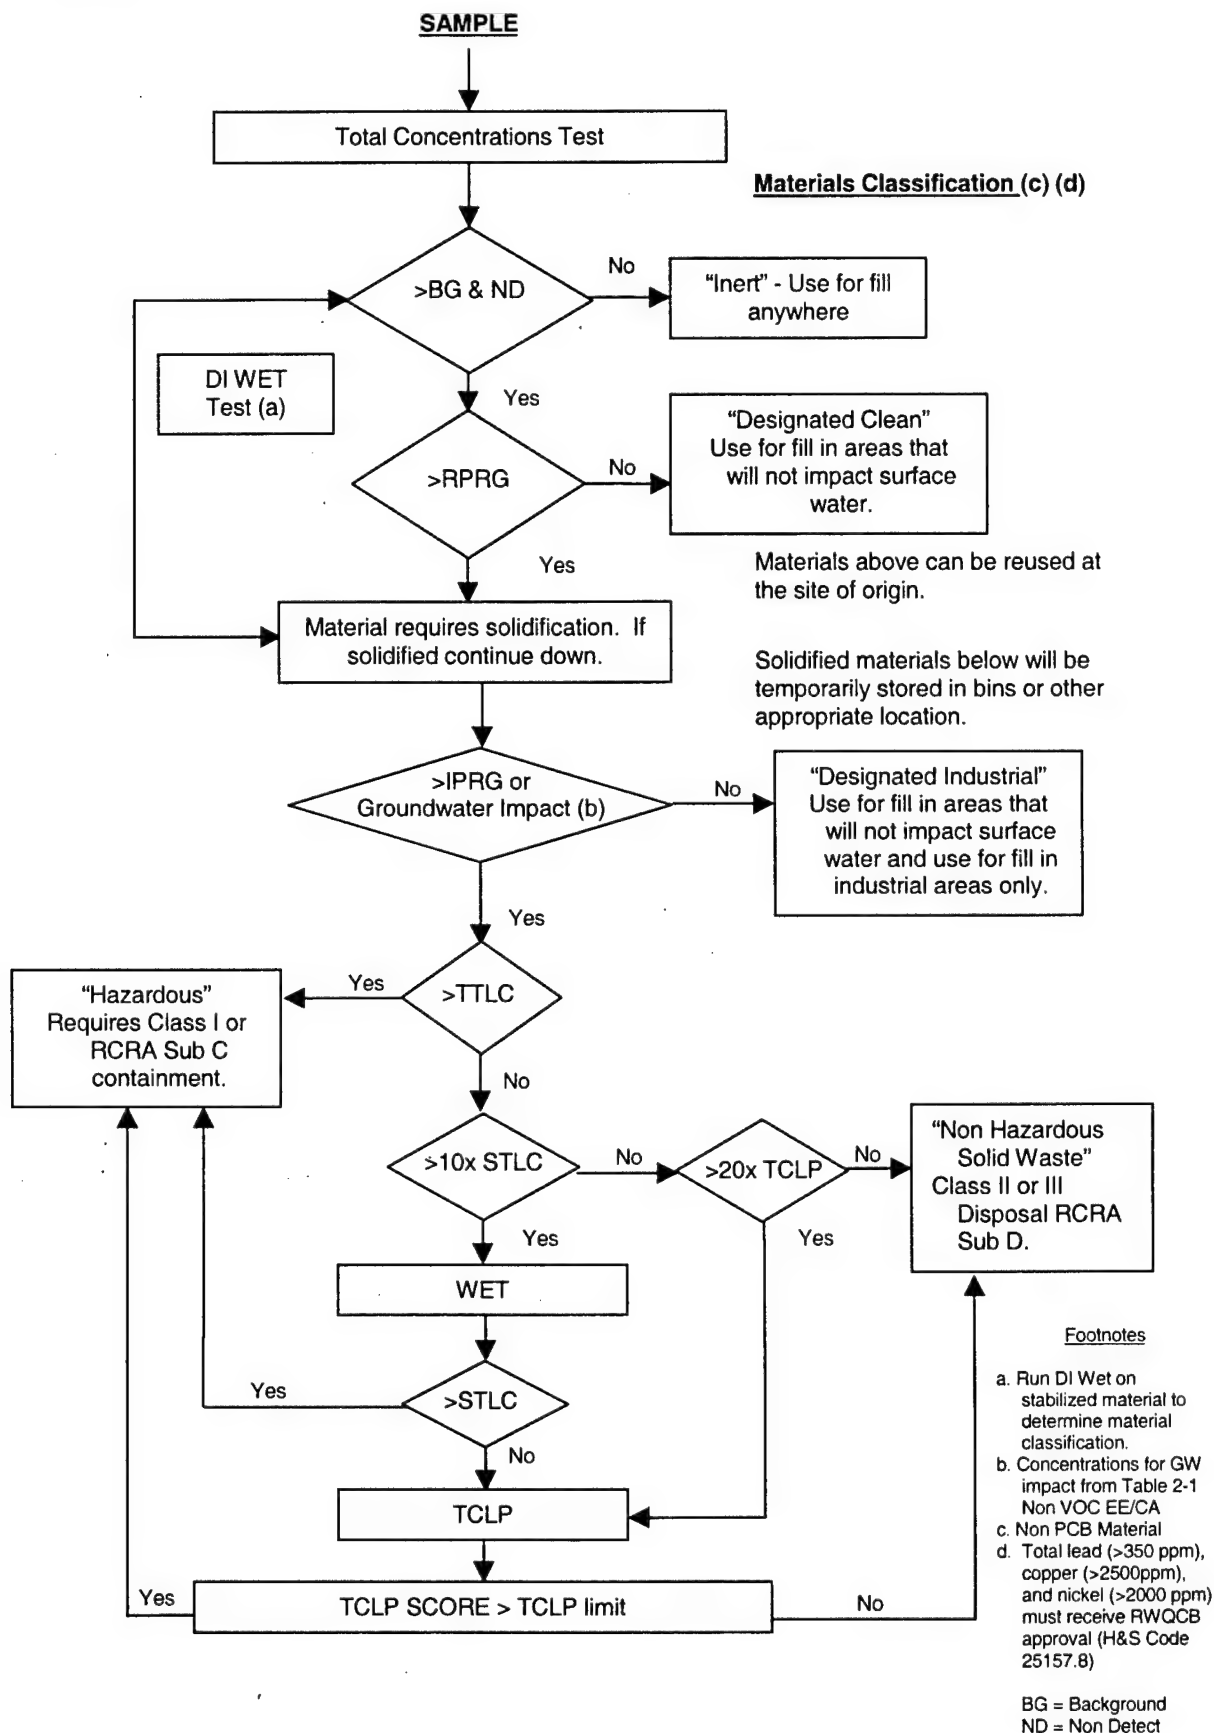 SAMPLE
Total Concentrations Test
Materials Classification (c) (d)
>BG & ND
No
"Inert" - Use for fill
anywhere
DI WET
Test (a)
Yes
"Designated Clean"
Use for fill in areas that
will not impact surface
water.
>RPRG
No
Yes
Materials above can be reused at
the site of origin.
Material requires solidification. If
solidified continue down.
Solidified materials below will be
temporarily stored in bins or other
appropriate location.
>IPRG or
Groundwater Impact (b)
No
"Designated Industrial"
Use for fill in areas that
will not impact surface
water and use for fill in
industrial areas only.
Yes
"Hazardous"
Requires Class I or
RCRA Sub C
containment.
Yes
>TTLC
No
>10x STLC
No
>20x TCLP
No
"Non Hazardous
Solid Waste"
Class II or III
Disposal RCRA
Sub D.
Yes
Yes
WET
Yes
>STLC
No
TCLP
Yes
TCLP SCORE > TCLP limit
No
Footnotes
a. Run DI Wet on
stabilized material to
determine material
classification.
b. Concentrations for GW
impact from Table 2-1
Non VOC EE/CA
c. Non PCB Material
d. Total lead (>350 ppm),
copper (>2500ppm),
and nickel (>2000 ppm)
must receive RWQCB
approval (H&S Code
25157.8)
BG = Background
ND = Non Detect